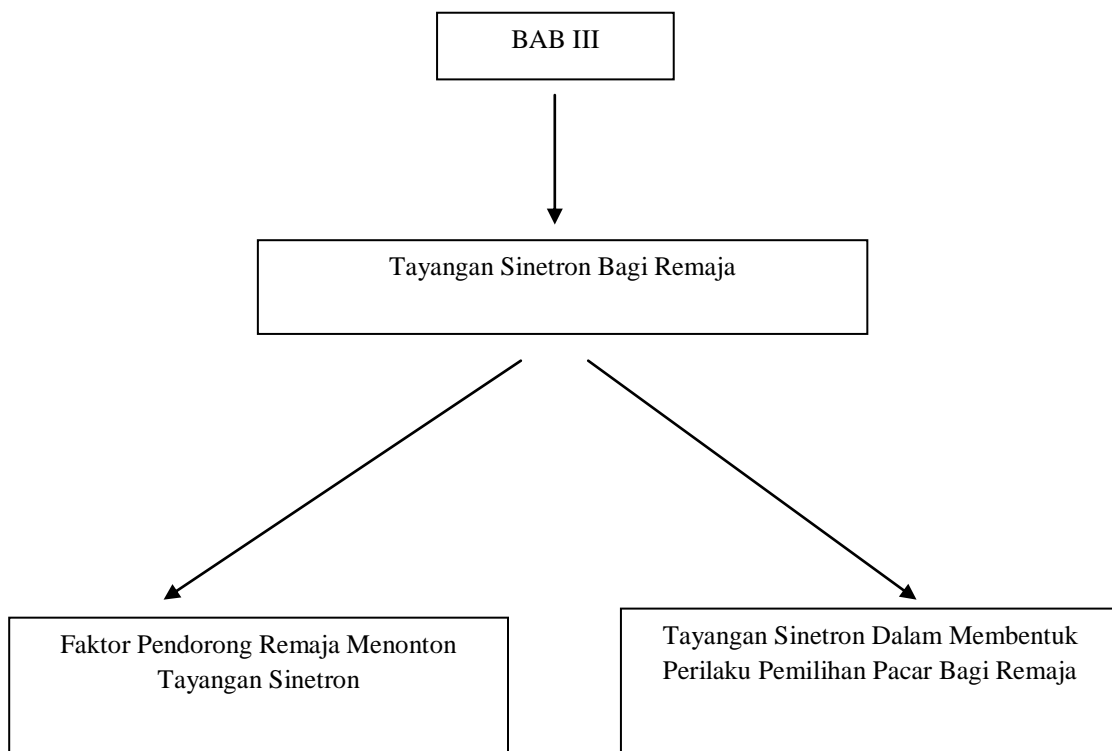 BAB III
Tayangan Sinetron Bagi Remaja
Faktor Pendorong Remaja Menonton
Tayangan Sinetron
Tayangan Sinetron Dalam Membentuk
Perilaku Pemilihan Pacar Bagi Remaja